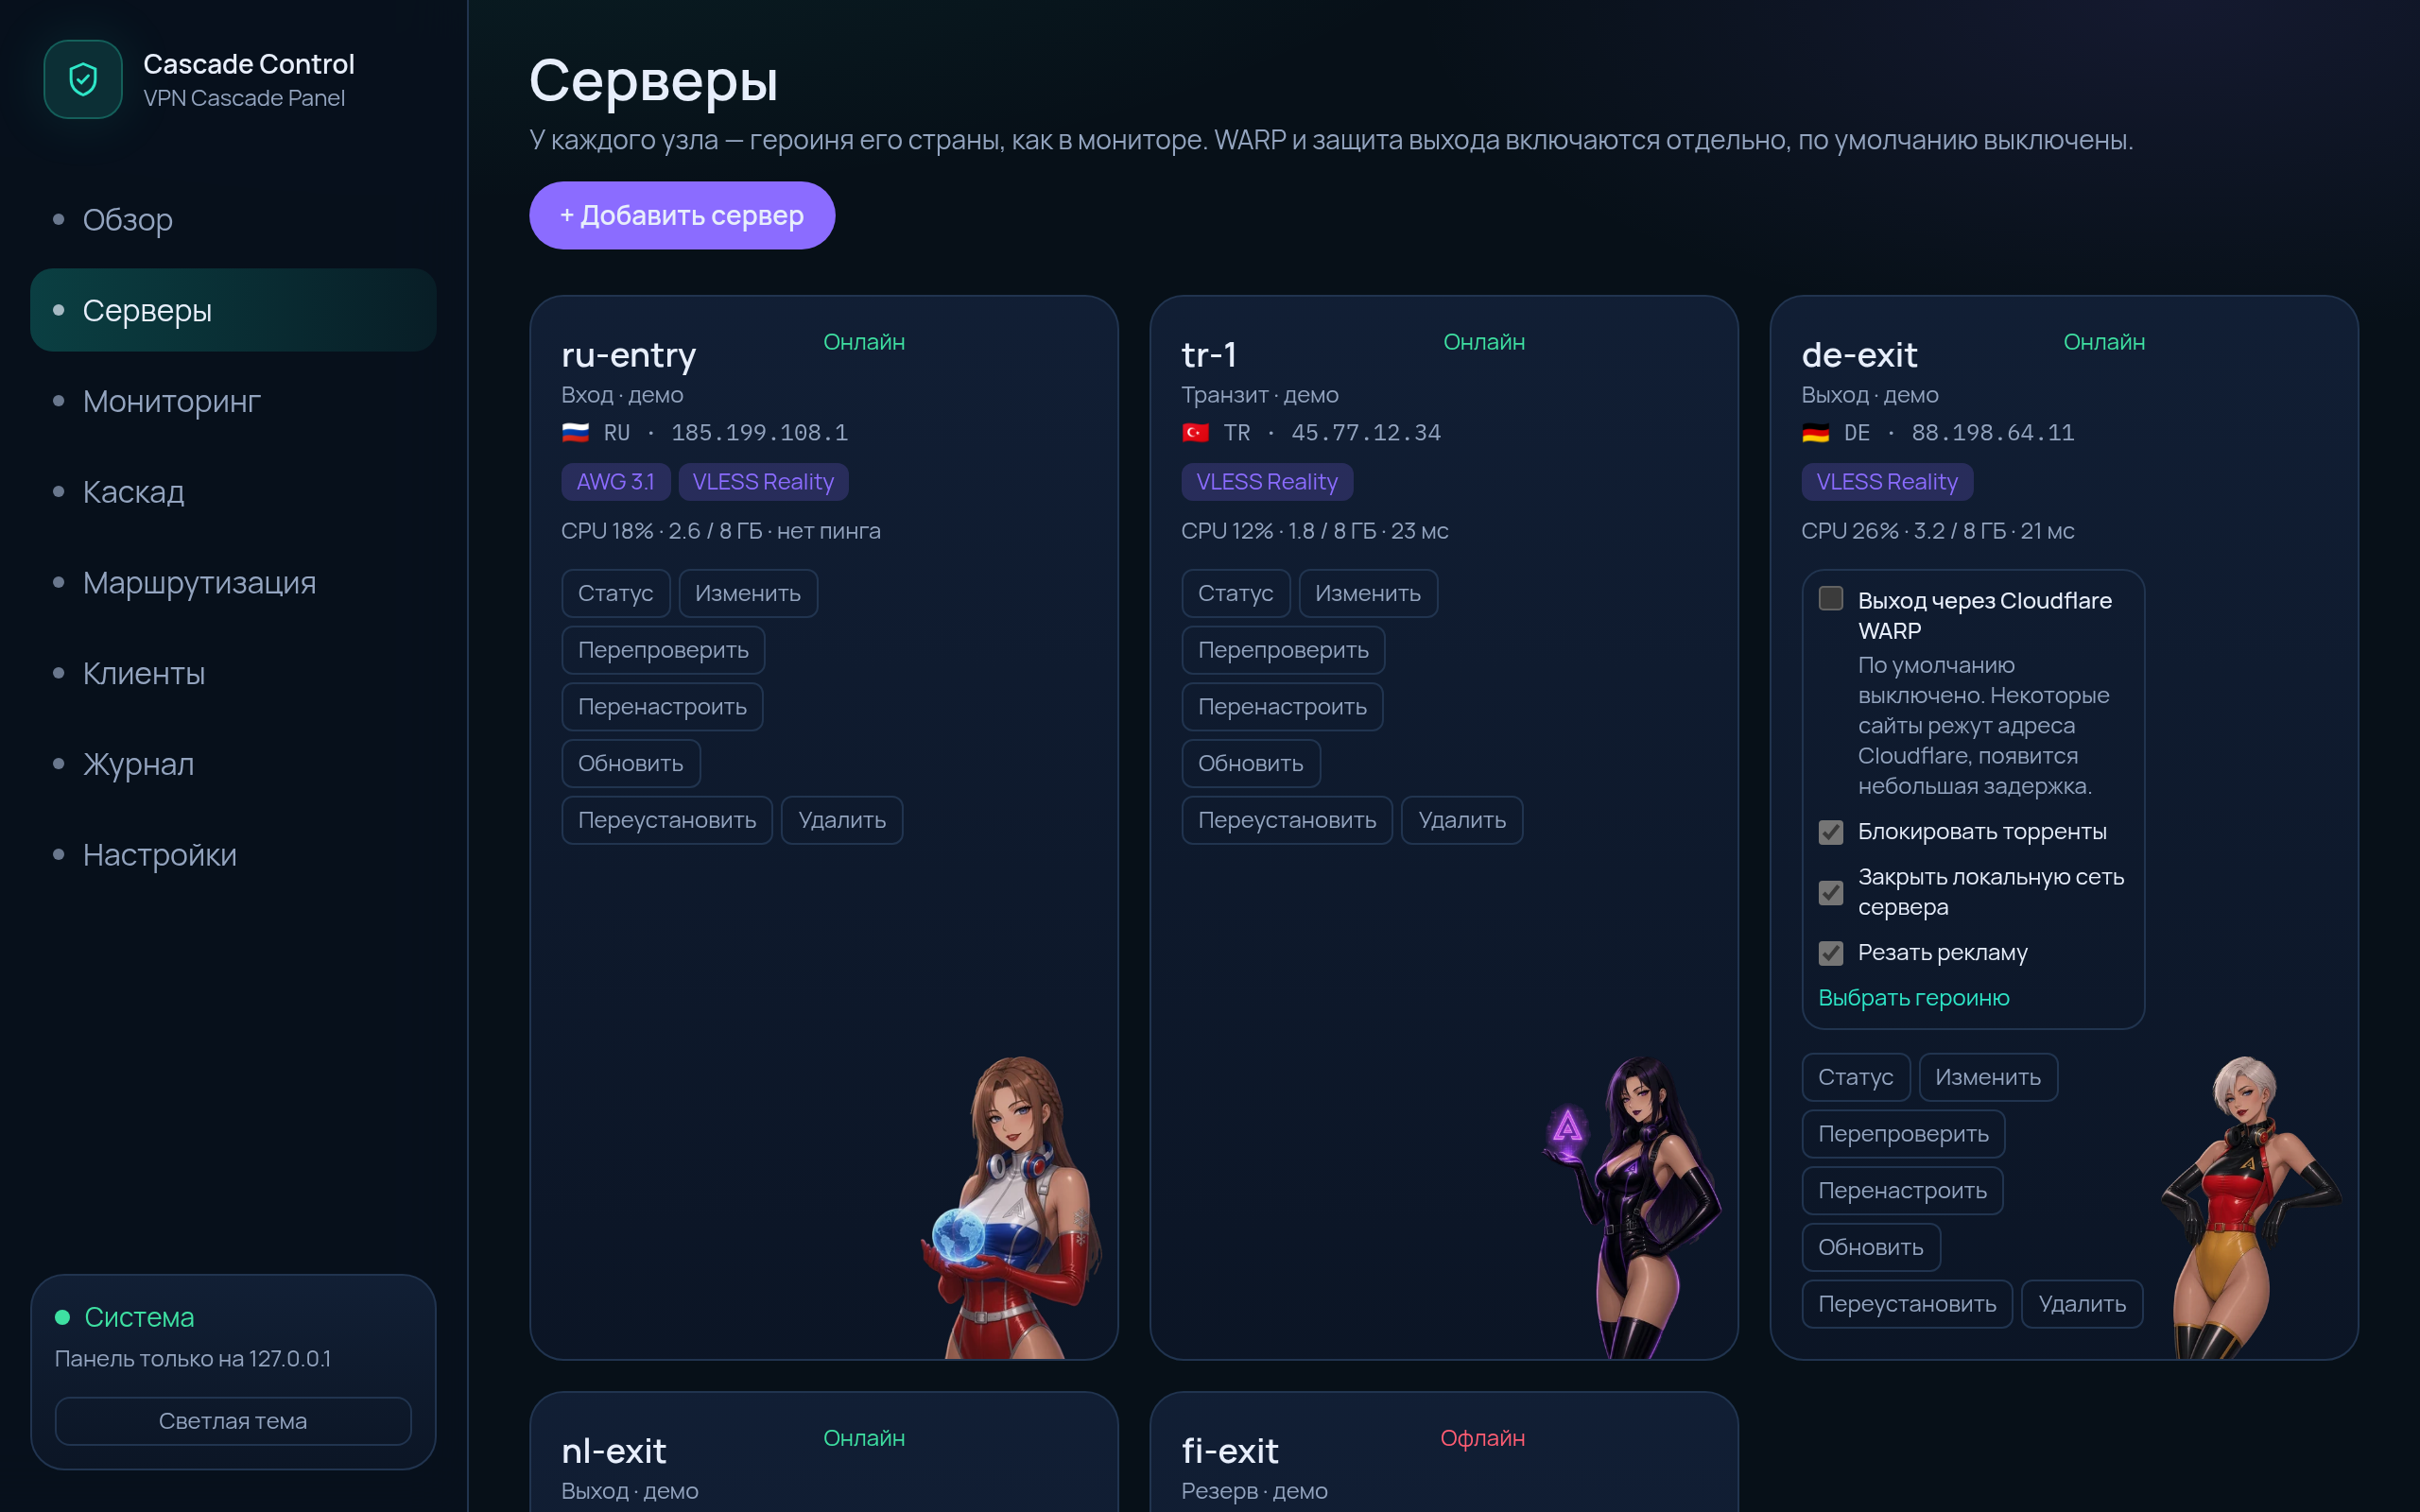 Cascade Control
VPN Cascade Panel
Обзор
Серверы
Мониторинг
Каскад
Маршрутизация
Клиенты
Журнал
Настройки
Система
Панель только на 127.0.0.1
Светлая тема
Серверы
У каждого узла — героиня его страны, как в мониторе. WARP и защита выхода включаются отдельно, по умолчанию выключены.
+ Добавить сервер
ru-entry
Онлайн
Вход · демо
RU · 185.199.108.1
AWG 3.1 VLESS Reality
CPU 18% · 2.6 / 8 ГБ · нет пинга
Статус Изменить
Перепроверить
Перенастроить
Обновить
Переустановить Удалить
tr-1
Онлайн
Транзит · демо
TR · 45.77.12.34
VLESS Reality
CPU 12% · 1.8 / 8 ГБ · 23 мс
Статус Изменить
Перепроверить
Перенастроить
Обновить
Переустановить Удалить
de-exit
Онлайн
Выход · демо
DE · 88.198.64.11
VLESS Reality
CPU 26% · 3.2 / 8 ГБ · 21 мс
Выход через Cloudflare
WARP
По умолчанию
выключено. Некоторые
сайты режут адреса
Cloudflare, появится
небольшая задержка.
Блокировать торренты
Закрыть локальную сеть
сервера
Резать рекламу
Выбрать героиню
Статус Изменить
Перепроверить
Перенастроить
Обновить
Переустановить Удалить
nl-exit
Онлайн
Выход · демо
fi-exit
Офлайн
Резерв · демо